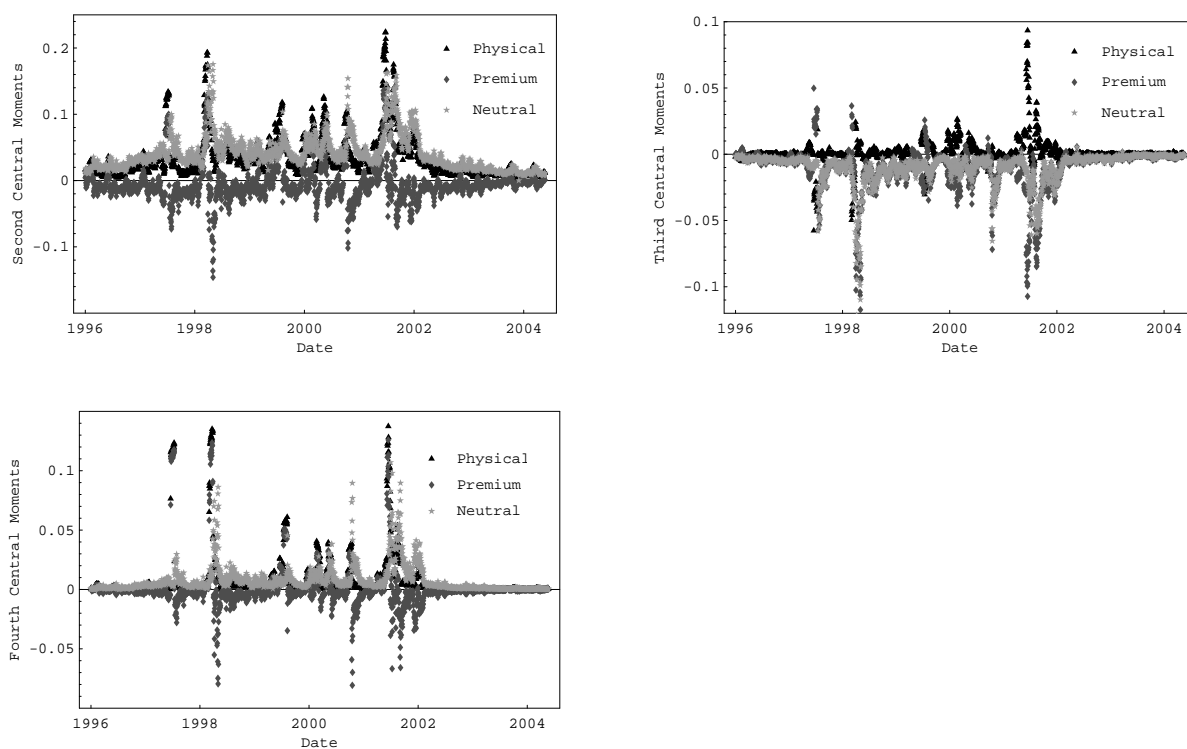 Second Central Moments
0.2
0.1
0
-0.1
1996 1998 2000 2002 2004
Date
Physical
Premium
Neutral
Third Central Moments
0.1
0.05
0
-0.05
-0.1
1996 1998 2000 2002 2004
Date
Physical
Premium
Neutral
Fourth Central Moments
0.1
0.05
0
-0.05
1996 1998 2000 2002 2004
Date
Physical
Premium
Neutral